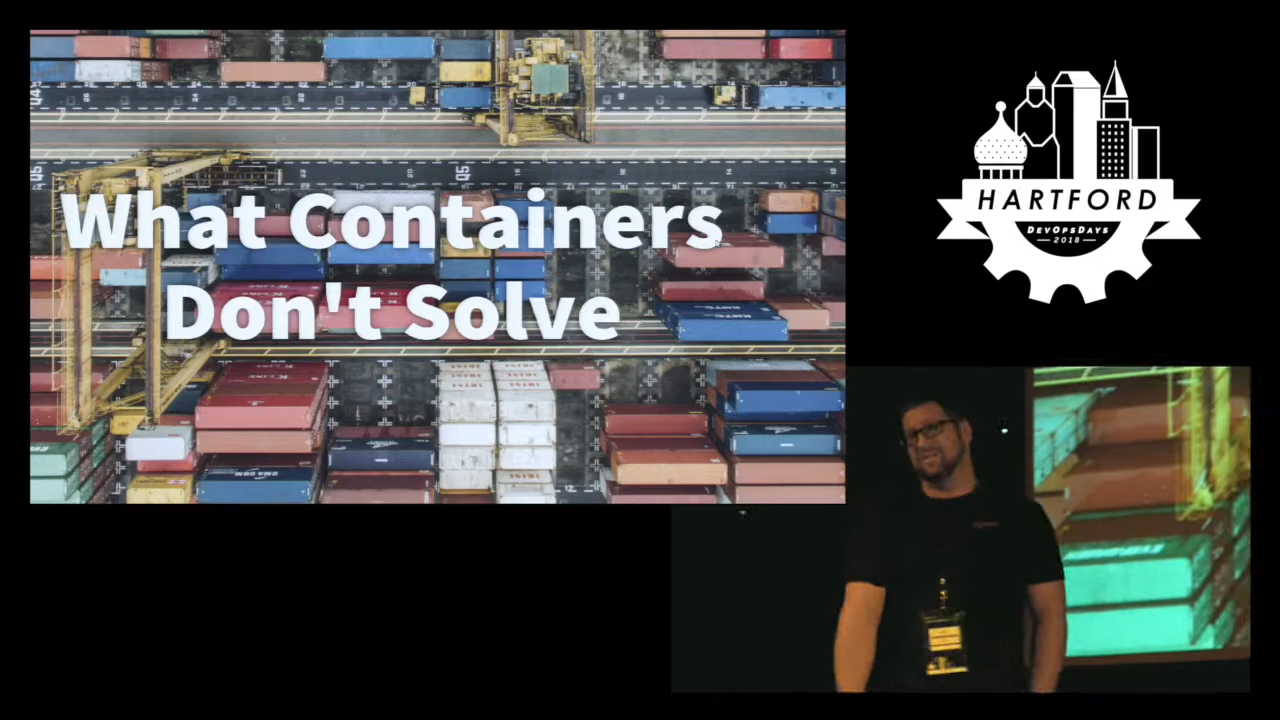 What Containers
Don't Solve
HARTFORD
DEVOPSDAYS
2018